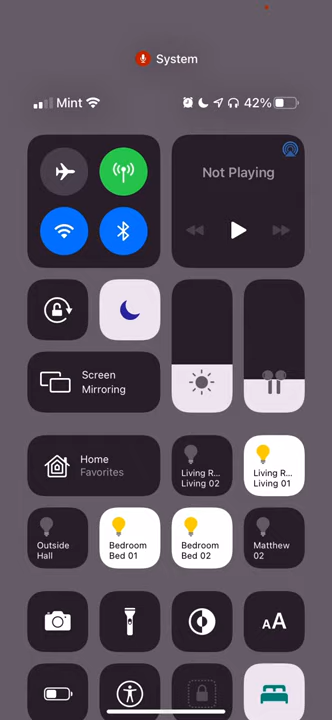 System
Mint
42%
Not Playing
Screen
Mirroring
Home
Favorites
Living R...
Living 02
Living R...
Living 01
Outside
Hall
Bedroom
Bed 01
Bedroom
Bed 02
Matthew
02
AA